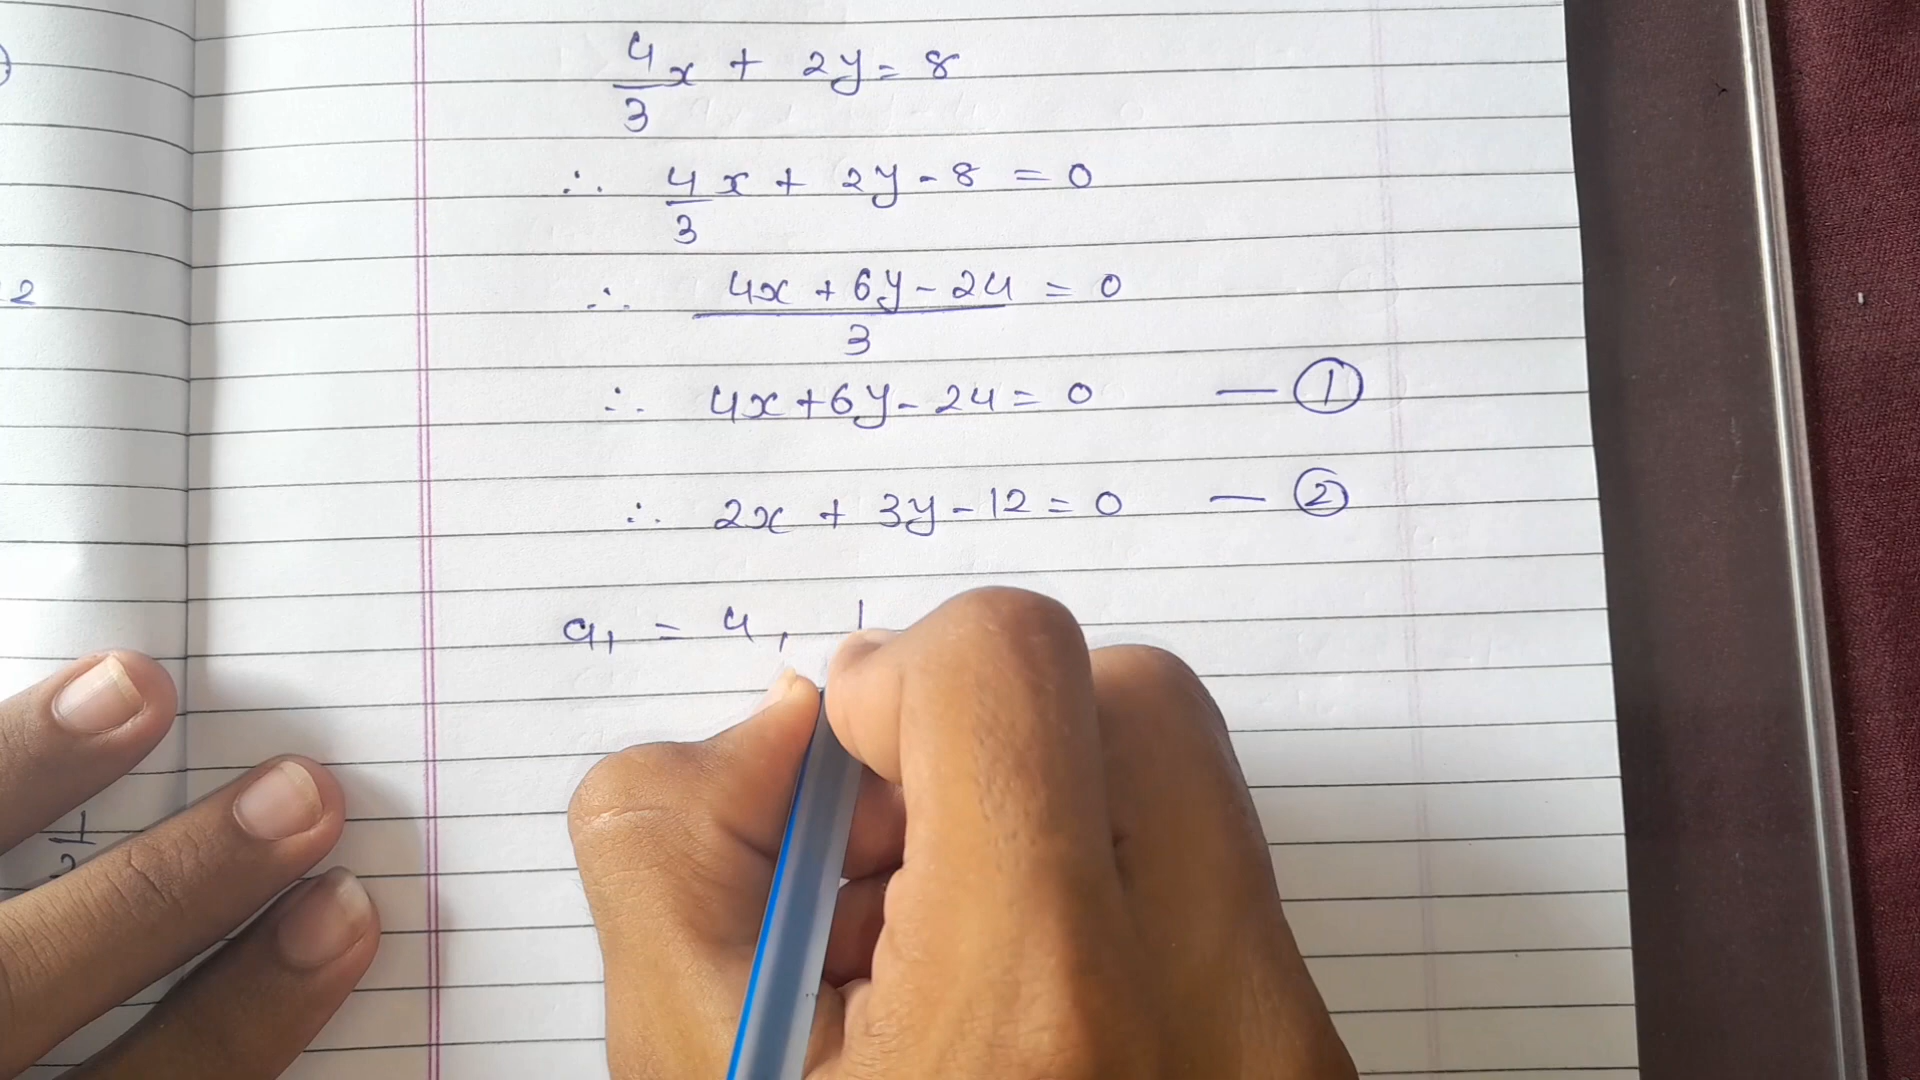 4/3 x + 2y = 8
∴ 4/3 x + 2y - 8 = 0
∴ 4x + 6y - 24 / 3 = 0
∴ 4x + 6y - 24 = 0 — ①
∴ 2x + 3y - 12 = 0 — ②
a₁ = 4,
2